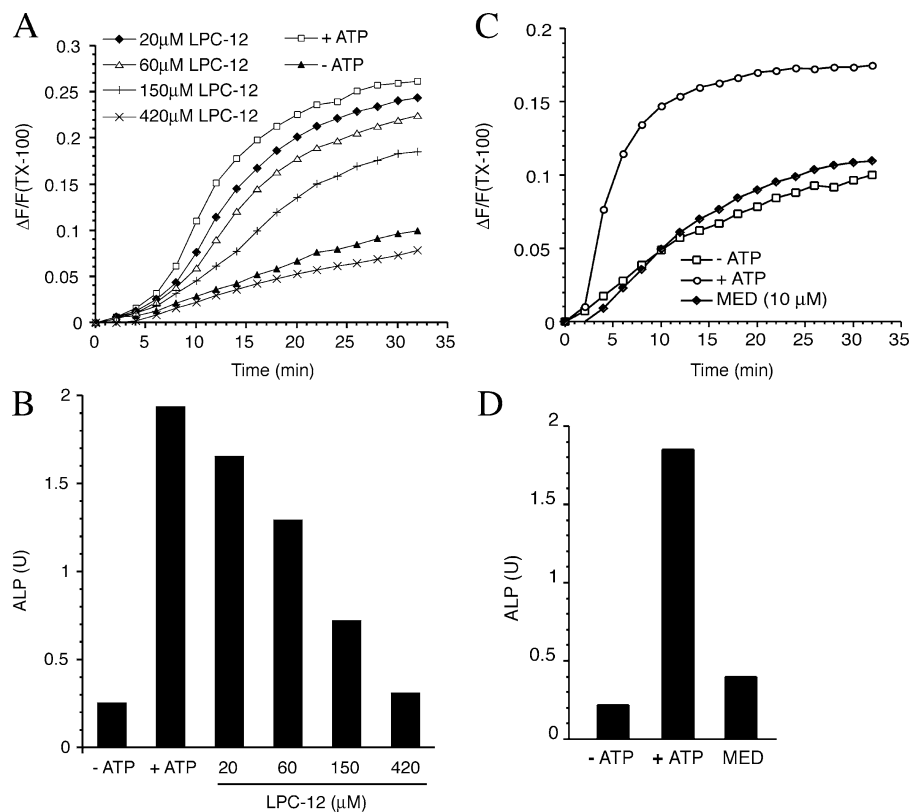 A
20μM LPC-12
60μM LPC-12
150μM LPC-12
420μM LPC-12
+ ATP
- ATP
ΔF/F(TX-100)
0.3
0.25
0.2
0.15
0.1
0.05
0
0 5 10 15 20 25 30 35
Time (min)
C
ΔF/F(TX-100)
0.2
0.15
0.1
0.05
0
- ATP
+ ATP
MED (10 μM)
0 5 10 15 20 25 30 35
Time (min)
B
ALP (U)
2
1.5
1
0.5
0
- ATP + ATP 20 60 150 420
LPC-12 (μM)
D
ALP (U)
2
1.5
1
0.5
0
- ATP + ATP MED